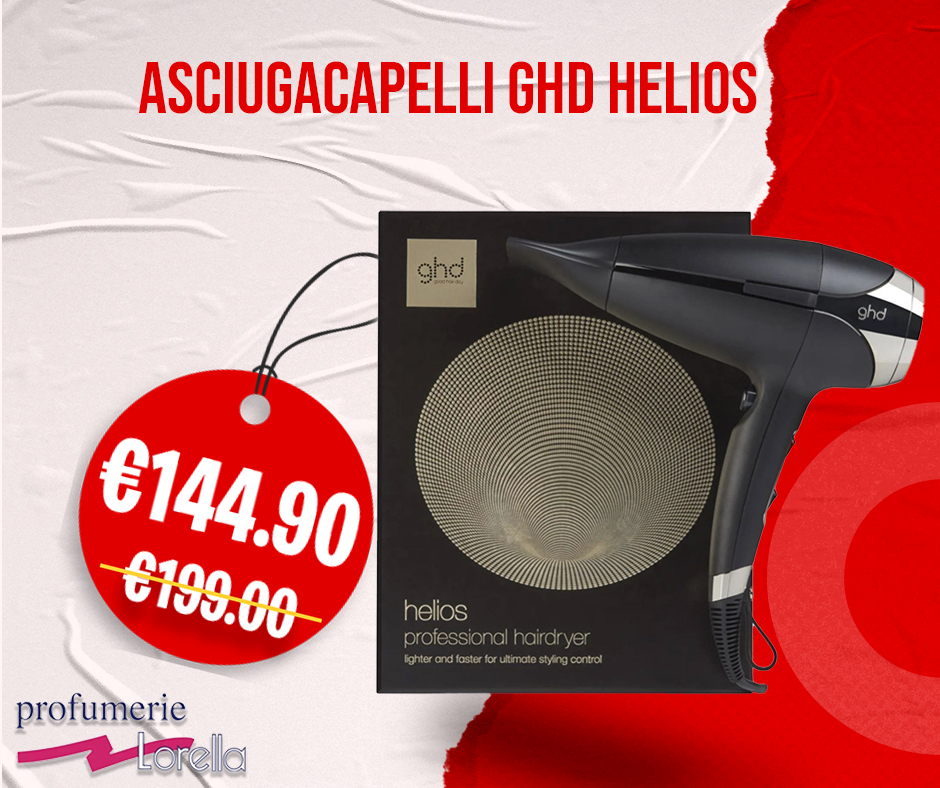 ASCIUGACAPELLI GHD HELIOS
ghd
ghd
€144.90
€199.00
helios
professional hairdryer
lighter and faster for ultimate styling control
profumerie
Lorella